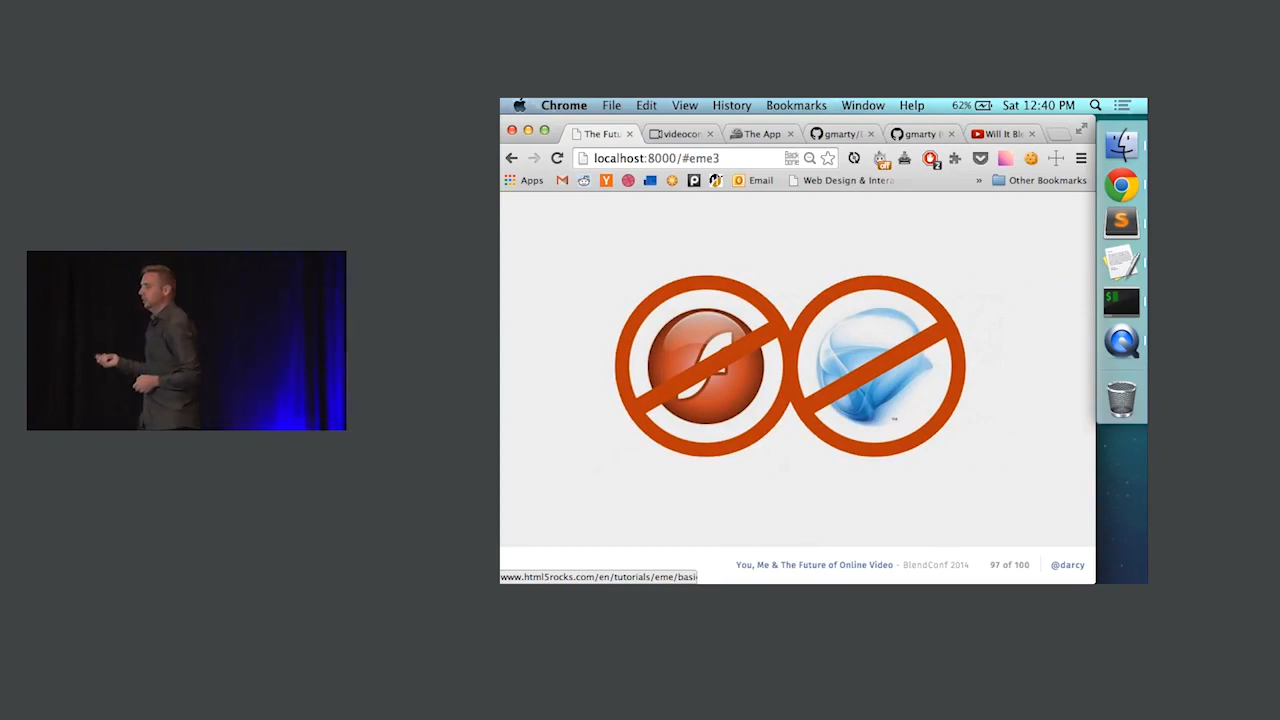 Chrome File Edit View History Bookmarks Window Help 62% Sat 12:40 PM
The Futu videocon The App gmarty/L gmarty ( Will It Ble
localhost:8000/#eme3
Apps Email Web Design & Intera » Other Bookmarks
You, Me & The Future of Online Video - BlendConf 2014 97 of 100 @darcy
www.html5rocks.com/en/tutorials/eme/basi